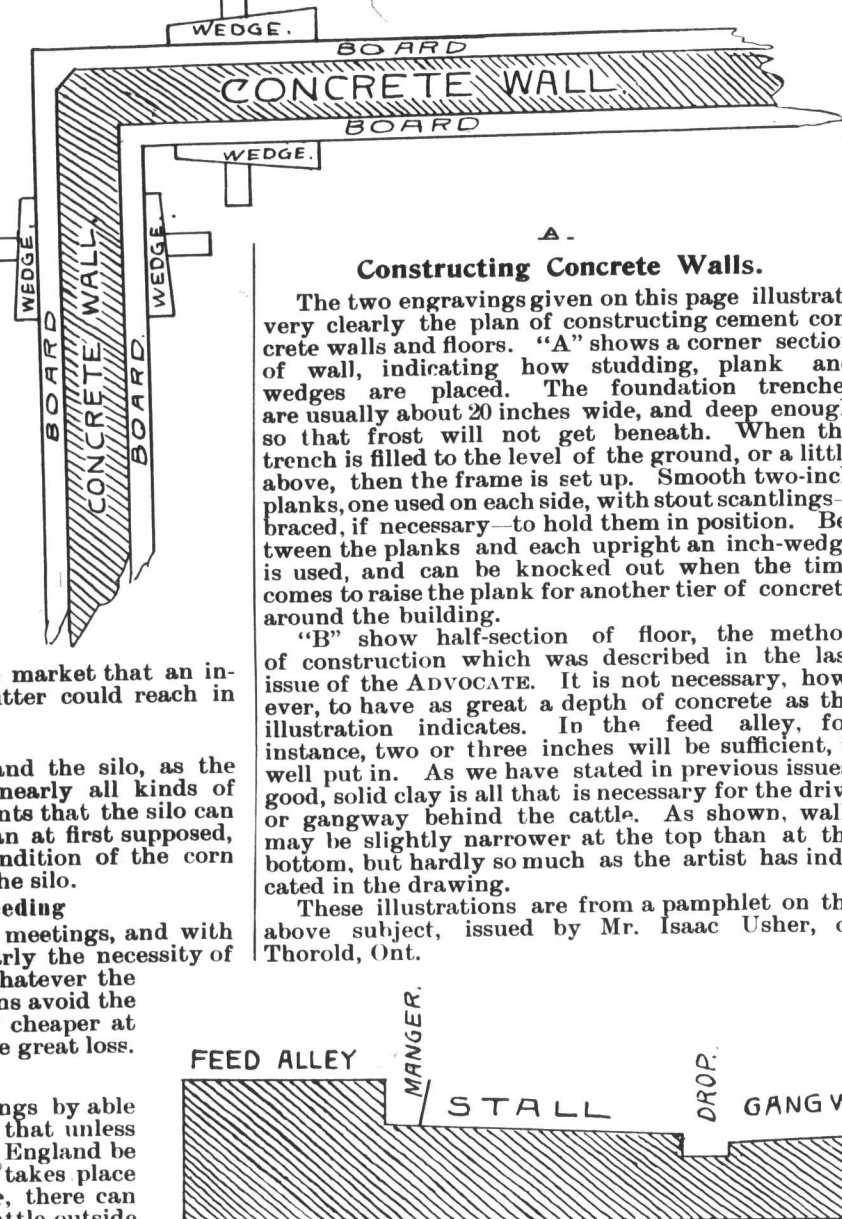 WEDGE.
BOARD
CONCRETE WALL.
BOARD
WEDGE.
WEDGE.
CONCRETE WALL.
WEDGE.
BOARD
BOARD.
A.
Constructing Concrete Walls.
The two engravings given on this page illustrat
very clearly the plan of constructing cement con
crete walls and floors. "A" shows a corner sectio
of wall, indicating how studding, plank an
wedges are placed. The foundation trenche
are usually about 20 inches wide, and deep enoug
so that frost will not get beneath. When th
trench is filled to the level of the ground, or a littl
above, then the frame is set up. Smooth two-inc
planks, one used on each side, with stout scantlings—
braced, if necessary—to hold them in position. Be
tween the planks and each upright an inch-wedg
is used, and can be knocked out when the tim
comes to raise the plank for another tier of concret
around the building.
"B" show half-section of floor, the metho
of construction which was described in the las
issue of the ADVOCATE. It is not necessary, how
ever, to have as great a depth of concrete as th
illustration indicates. In the feed alley, fo
instance, two or three inches will be sufficient,
well put in. As we have stated in previous issue
good, solid clay is all that is necessary for the driv
or gangway behind the cattle. As shown, wal
may be slightly narrower at the top than at th
bottom, but hardly so much as the artist has ind
cated in the drawing.
These illustrations are from a pamphlet on th
above subject, issued by Mr. Isaac Usher, o
Thorold, Ont.
market that an in-
tter could reach in
and the silo, as the
nearly all kinds of
nts that the silo can
an at first supposed,
ndition of the corn
he silo.
eding
meetings, and with
rly the necessity of
hatever the
ns avoid the
cheaper at
e great loss.
ngs by able
that unless
England be
takes place
, there can
ttle outside
FEED ALLEY
MANGER.
STALL
DROP.
GANG W